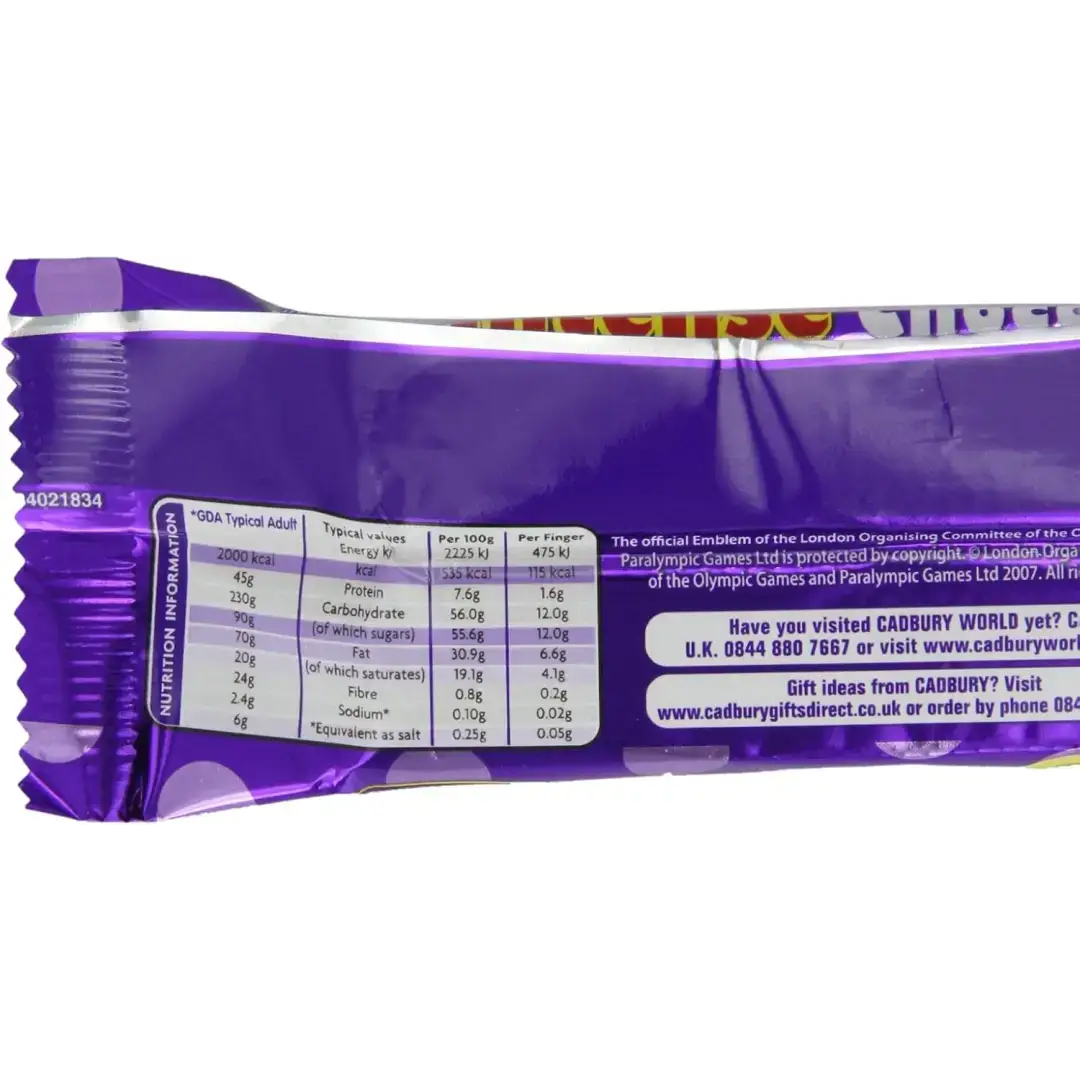 4021834
NUTRITION INFORMATION
*GDA Typical Adult Typical values Per 100g Per Finger
Energy kJ 2225 kJ 475 kJ
2000 kcal kcal 535 kcal 115 kcal
45g Protein 7.6g 1.6g
230g Carbohydrate 56.0g 12.0g
90g (of which sugars) 55.6g 12.0g
70g Fat 30.9g 6.6g
20g (of which saturates) 19.1g 4.1g
24g Fibre 0.8g 0.2g
2.4g Sodium* 0.10g 0.02g
6g *Equivalent as salt 0.25g 0.05g
The official Emblem of the London Organising Committee of the
Paralympic Games Ltd is protected by copyright. © London Orga
of the Olympic Games and Paralympic Games Ltd 2007. All ri
Have you visited CADBURY WORLD yet? C
U.K. 0844 880 7667 or visit www.cadburyworl
Gift ideas from CADBURY? Visit
www.cadburygiftsdirect.co.uk or order by phone 084